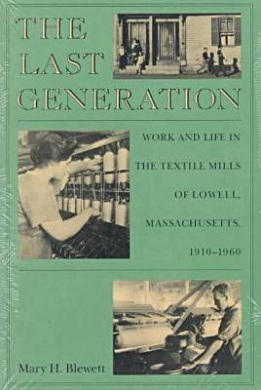 THE
LAST
GENERATION
WORK AND LIFE IN
THE TEXTILE MILLS
OF LOWELL,
MASSACHUSETTS,
1910–1960
Mary H. Blewett